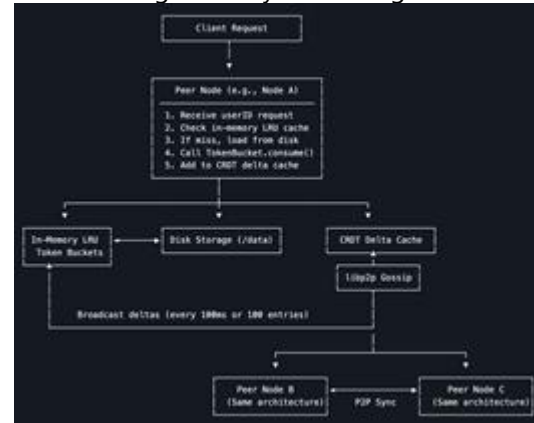 Client Request
Peer Node (e.g., Node A)
1. Receive userID request
2. Check in-memory LRU cache
3. If miss, load from disk
4. Call TokenBucket.consume()
5. Add to CRDT delta cache
In-Memory LRU
Token Buckets
Disk Storage (/data)
CRDT Delta Cache
libp2p Gossip
Broadcast deltas (every 100ms or 100 entries)
Peer Node B
(Same architecture)
P2P Sync
Peer Node C
(Same architecture)